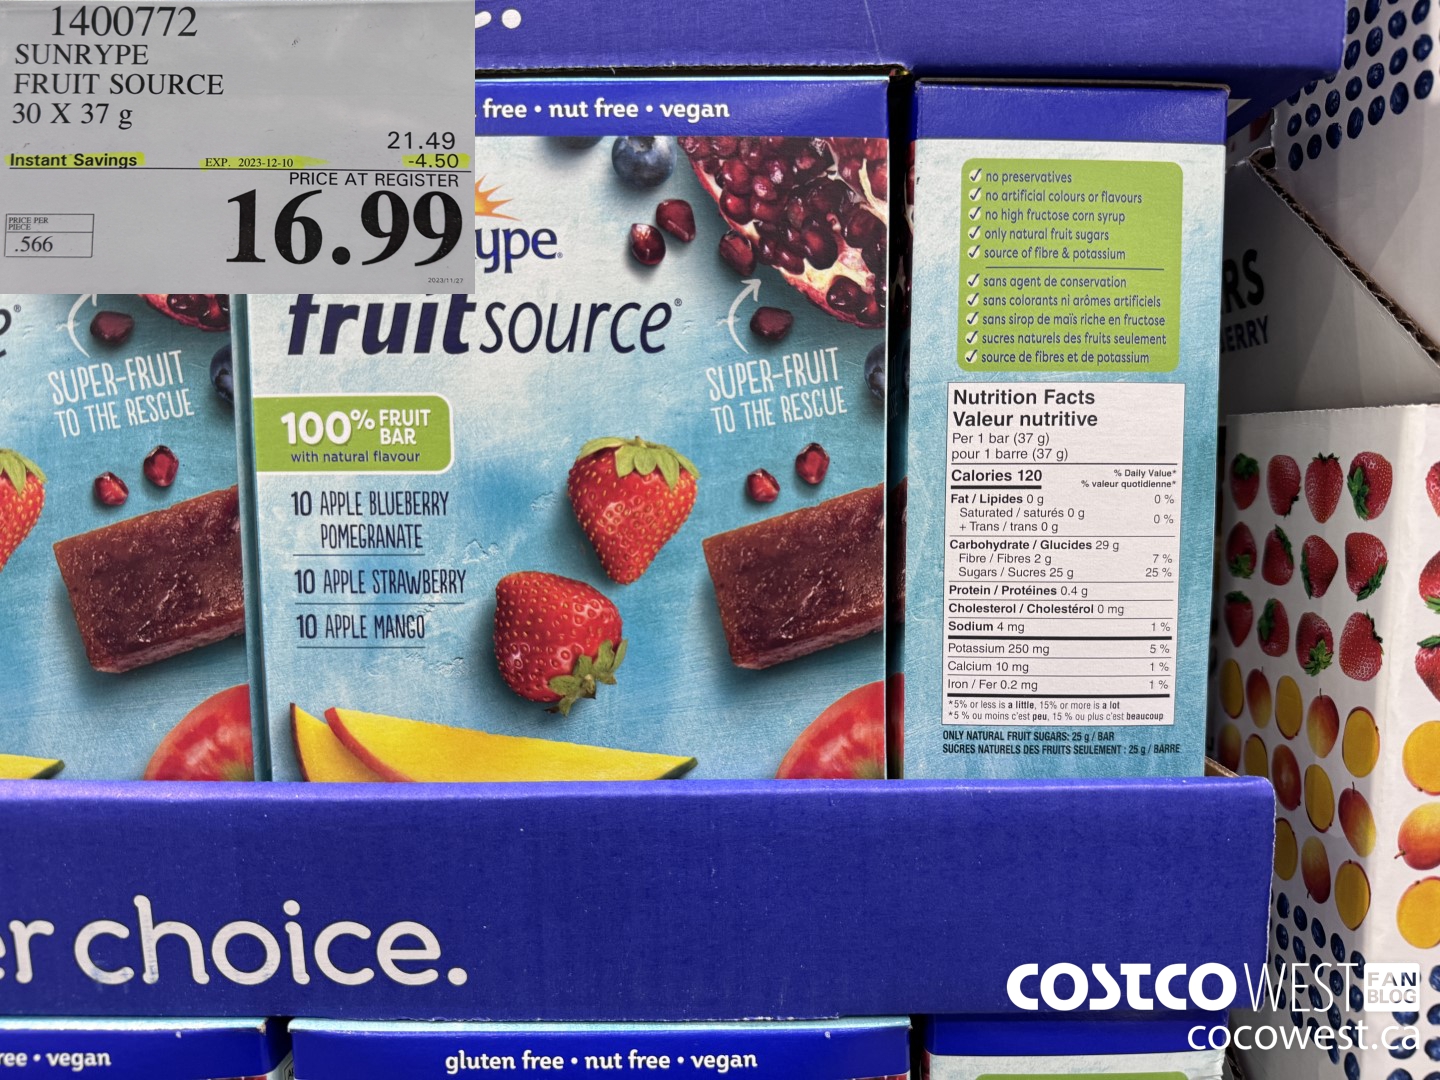 1400772
SUNRYPE
FRUIT SOURCE
30 X 37 g
21.49
Instant Savings EXP. 2023-12-10 -4.50
PRICE AT REGISTER
16.99
PRICE PER
PIECE
.566
2023/11/27
free • nut free • vegan
ype®
fruitsource®
SUPER-FRUIT
TO THE RESCUE
SUPER-FRUIT
TO THE RESCUE
100% FRUIT
BAR
with natural flavour
10 APPLE BLUEBERRY
POMEGRANATE
10 APPLE STRAWBERRY
10 APPLE MANGO
✓ no preservatives
✓ no artificial colours or flavours
✓ no high fructose corn syrup
✓ only natural fruit sugars
✓ source of fibre & potassium
✓ sans agent de conservation
✓ sans colorants ni arômes artificiels
✓ sans sirop de maïs riche en fructose
✓ sucres naturels des fruits seulement
✓ source de fibres et de potassium
Nutrition Facts
Valeur nutritive
Per 1 bar (37 g)
pour 1 barre (37 g)
Calories 120 % Daily Value*
% valeur quotidienne*
Fat / Lipides 0 g 0 %
Saturated / saturés 0 g
+ Trans / trans 0 g 0 %
Carbohydrate / Glucides 29 g
Fibre / Fibres 2 g 7 %
Sugars / Sucres 25 g 25 %
Protein / Protéines 0.4 g
Cholesterol / Cholestérol 0 mg
Sodium 4 mg 1 %
Potassium 250 mg 5 %
Calcium 10 mg 1 %
Iron / Fer 0.2 mg 1 %
*5% or less is a little, 15% or more is a lot
*5 % ou moins c'est peu, 15 % ou plus c'est beaucoup
ONLY NATURAL FRUIT SUGARS: 25 g / BAR
SUCRES NATURELS DES FRUITS SEULEMENT : 25 g / BARRE
RS
ERRY
er choice.
ree • vegan
gluten free • nut free • vegan
COSTCO WEST FAN
BLOG
cocowest.ca